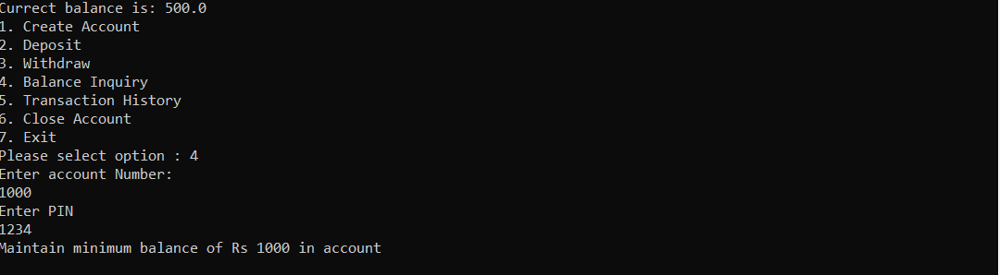 Currect balance is: 500.0
1. Create Account
2. Deposit
3. Withdraw
4. Balance Inquiry
5. Transaction History
6. Close Account
7. Exit
Please select option : 4
Enter account Number:
1000
Enter PIN
1234
Maintain minimum balance of Rs 1000 in account